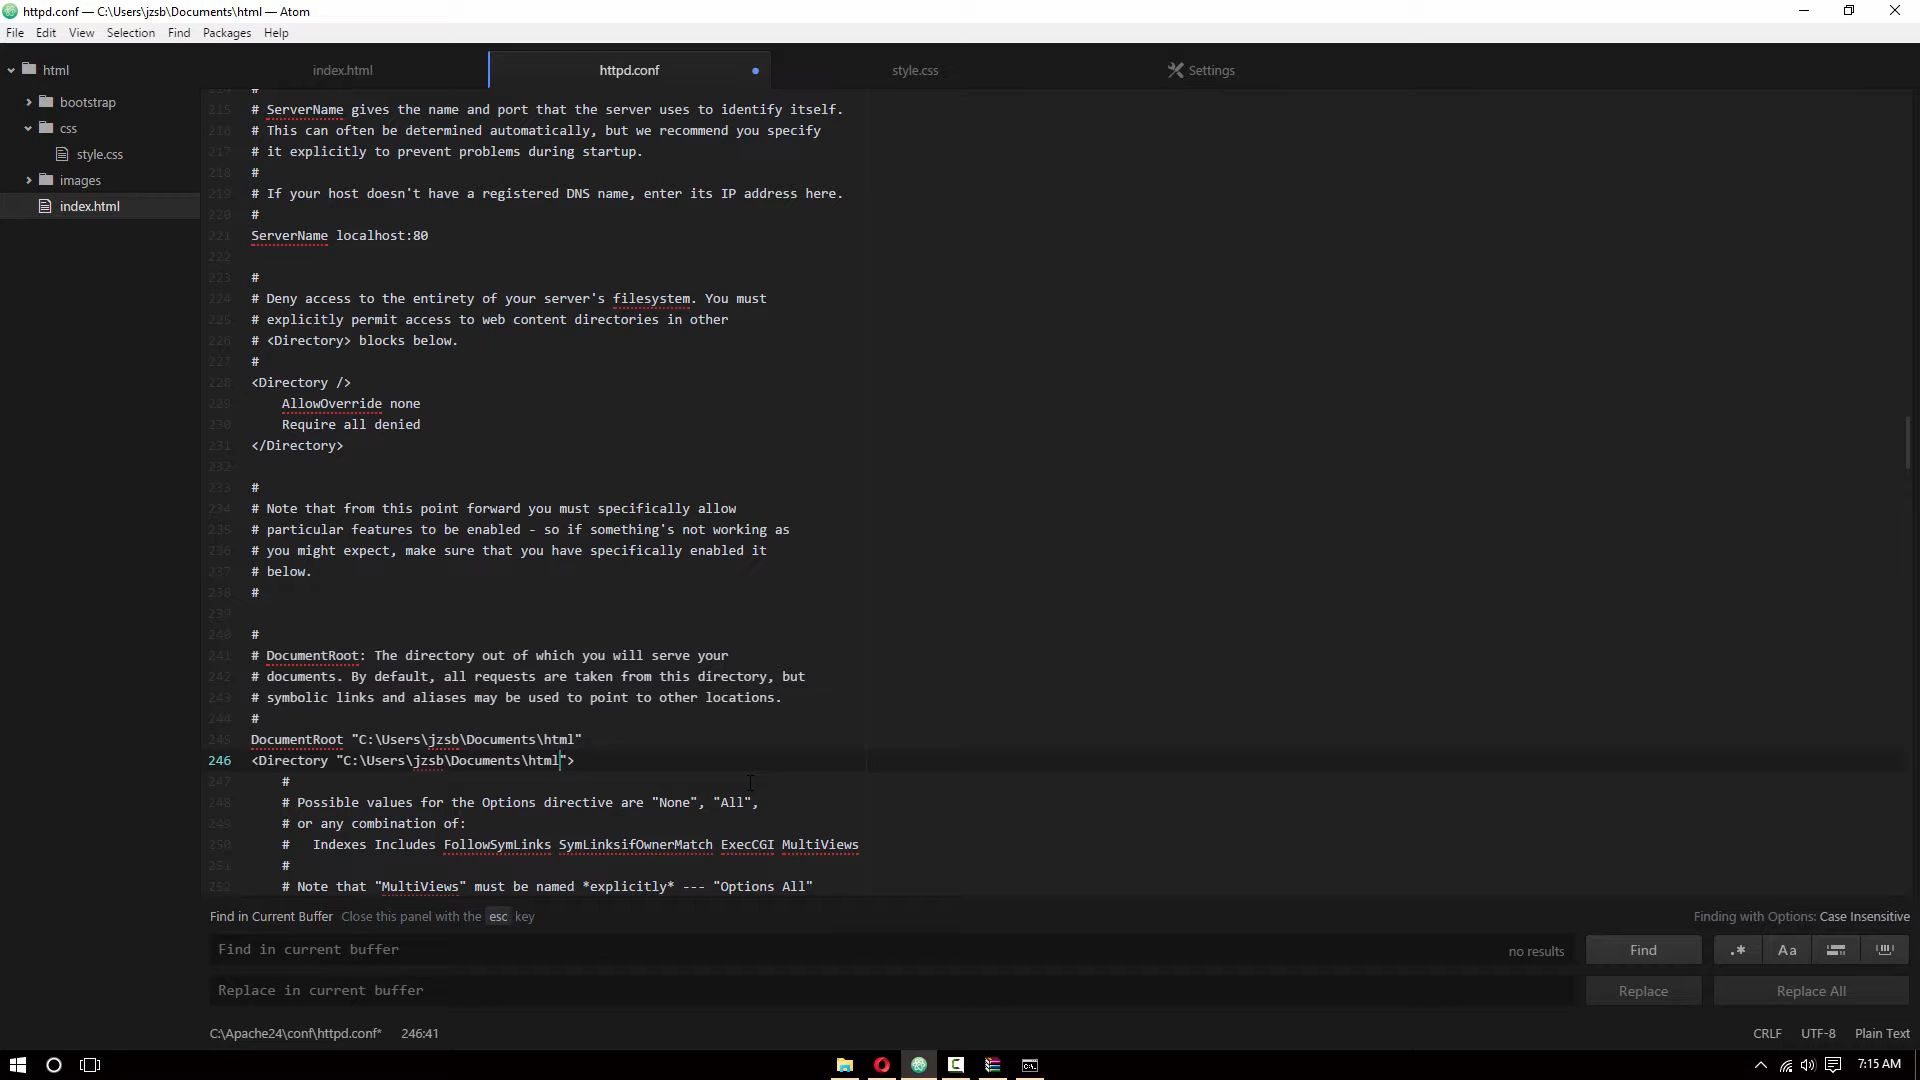 httpd.conf — C:\Users\jzsb\Documents\html — Atom
File Edit View Selection Find Packages Help
html
bootstrap
css
style.css
images
index.html
index.html httpd.conf style.css Settings
214 #
215 # ServerName gives the name and port that the server uses to identify itself.
216 # This can often be determined automatically, but we recommend you specify
217 # it explicitly to prevent problems during startup.
218 #
219 # If your host doesn't have a registered DNS name, enter its IP address here.
220 #
221 ServerName localhost:80
222
223 #
224 # Deny access to the entirety of your server's filesystem. You must
225 # explicitly permit access to web content directories in other
226 # <Directory> blocks below.
227 #
228 <Directory />
229 AllowOverride none
230 Require all denied
231 </Directory>
232
233 #
234 # Note that from this point forward you must specifically allow
235 # particular features to be enabled - so if something's not working as
236 # you might expect, make sure that you have specifically enabled it
237 # below.
238 #
239
240 #
241 # DocumentRoot: The directory out of which you will serve your
242 # documents. By default, all requests are taken from this directory, but
243 # symbolic links and aliases may be used to point to other locations.
244 #
245 DocumentRoot "C:\Users\jzsb\Documents\html"
246 <Directory "C:\Users\jzsb\Documents\html">
247 #
248 # Possible values for the Options directive are "None", "All",
249 # or any combination of:
250 # Indexes Includes FollowSymLinks SymLinksifOwnerMatch ExecCGI MultiViews
251 #
252 # Note that "MultiViews" must be named *explicitly* --- "Options All"
Find in Current Buffer Close this panel with the esc key Finding with Options: Case Insensitive
Find in current buffer no results Find .* Aa
Replace in current buffer Replace Replace All
C:\Apache24\conf\httpd.conf* 246:41 CRLF UTF-8 Plain Text
7:15 AM